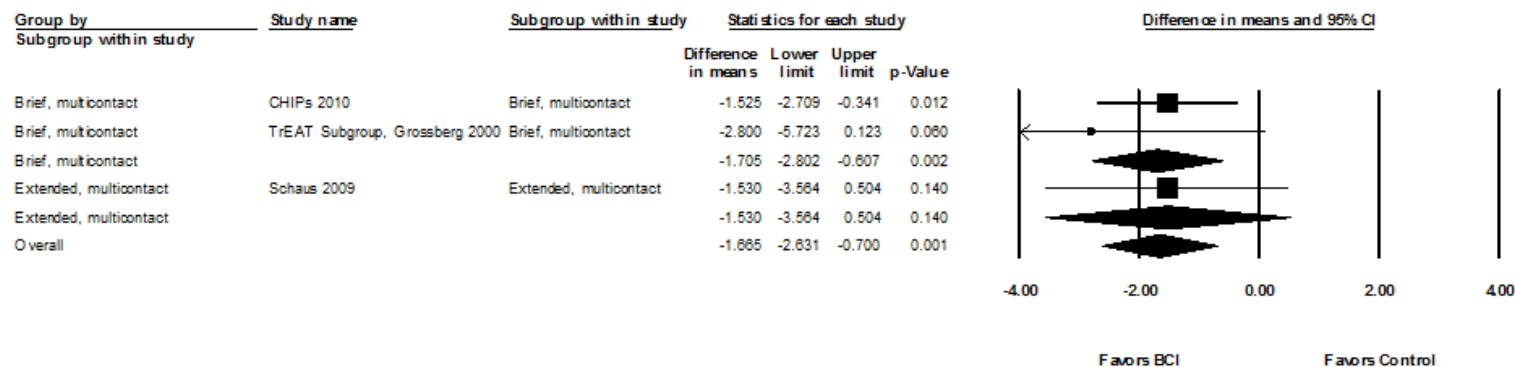 Group by Study name Subgroup within study Statistics for each study Difference in means and 95% CI
Subgroup within study
Difference Lower Upper
in means limit limit p-Value
Brief, multicontact CHIPs 2010 Brief, multicontact -1.525 -2.709 -0.341 0.012
Brief, multicontact TrEAT Subgroup, Grossberg 2000 Brief, multicontact -2.800 -5.723 0.123 0.060
Brief, multicontact -1.705 -2.802 -0.607 0.002
Extended, multicontact Schaus 2009 Extended, multicontact -1.530 -3.564 0.504 0.140
Extended, multicontact -1.530 -3.564 0.504 0.140
Overall -1.665 -2.631 -0.700 0.001
-4.00 -2.00 0.00 2.00 4.00
Favors BCI Favors Control